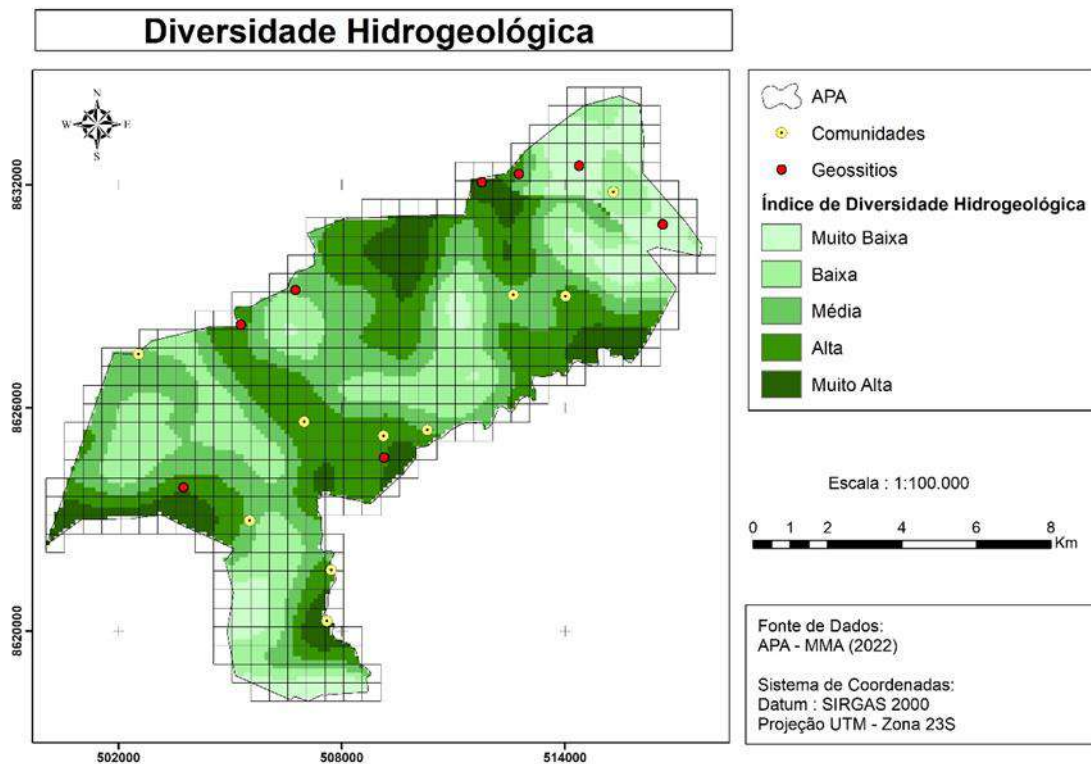 Diversidade Hidrogeológica
N
W E
S
8632000
8626000
8620000
502000 508000 514000
APA
Comunidades
Geossitios
Índice de Diversidade Hidrogeológica
Muito Baixa
Baixa
Média
Alta
Muito Alta
Escala : 1:100.000
0 1 2 4 6 8
Km
Fonte de Dados:
APA - MMA (2022)
Sistema de Coordenadas:
Datum : SIRGAS 2000
Projeção UTM - Zona 23S